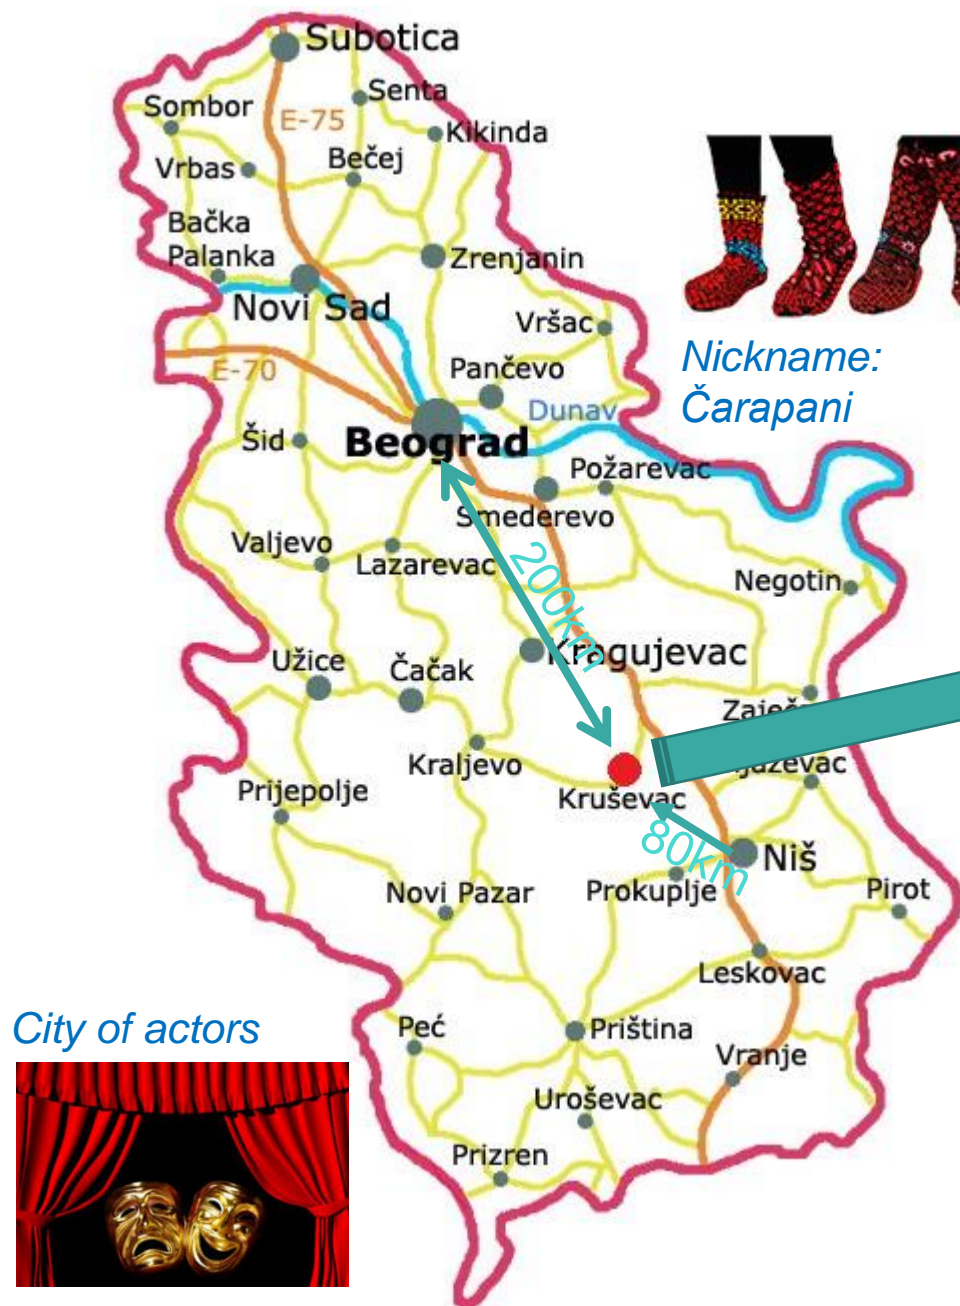 Subotica
Senta
Sombor
E-75
Kikinda
Bečej
Vrbas
Bačka
Palanka
Zrenjanin
Novi Sad
Vršac
Nickname:
Čarapani
E-70
Pančevo
Dunav
Šid
Beograd
Požarevac
Smederevo
Valjevo
Lazarevac
200km
Negotin
Užice
Čačak
Kragujevac
Kraljevo
Prijepolje
Kruševac
80km
Niš
Novi Pazar
Prokuplje
Pirot
Leskovac
City of actors
Peć
Priština
Vranje
Uroševac
Prizren